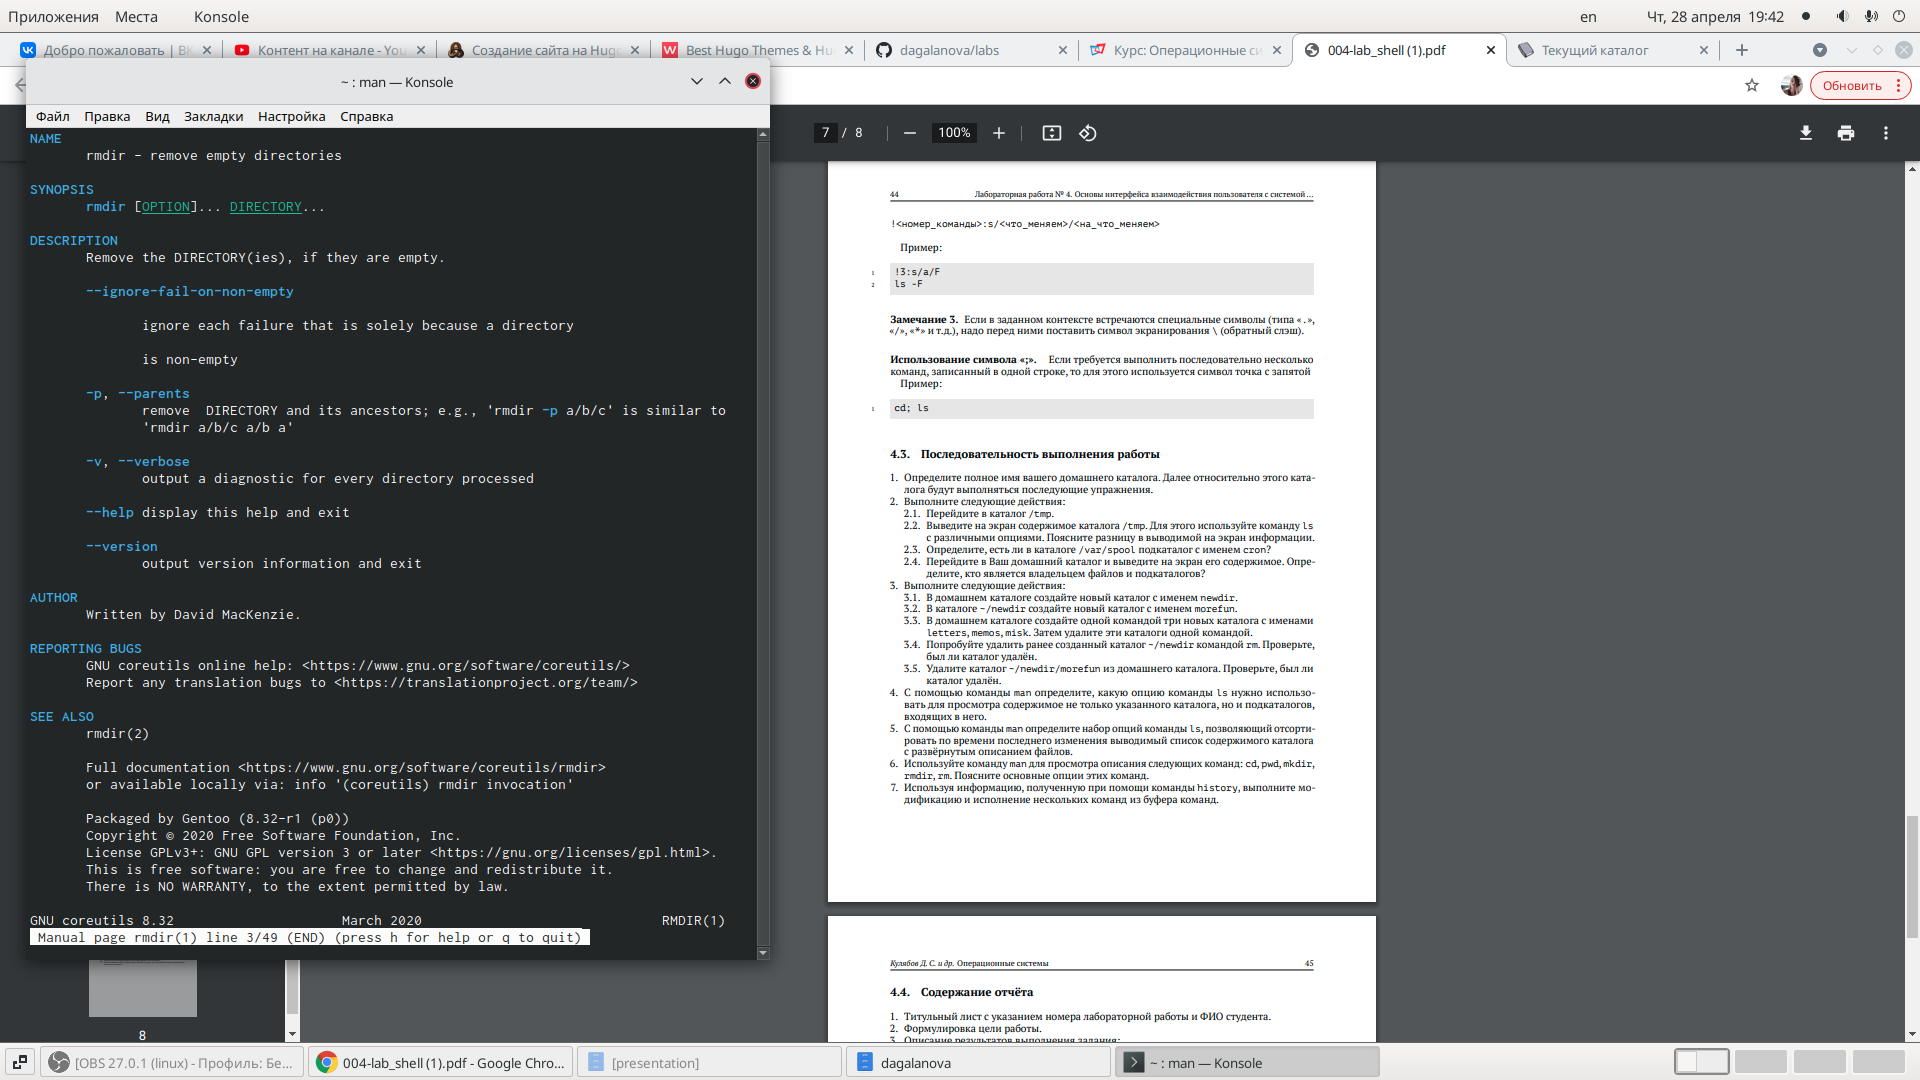 Приложения Места Konsole en Чт, 28 апреля 19:42
Добро пожаловать | ВК
Контент на канале - You
Создание сайта на Hugo
Best Hugo Themes & Hu
dagalanova/labs
Курс: Операционные си
004-lab_shell (1).pdf
Текущий каталог
Обновить
~ : man — Konsole
Файл Правка Вид Закладки Настройка Справка
NAME
rmdir - remove empty directories
SYNOPSIS
rmdir [OPTION]... DIRECTORY...
DESCRIPTION
Remove the DIRECTORY(ies), if they are empty.
--ignore-fail-on-non-empty
ignore each failure that is solely because a directory
is non-empty
-p, --parents
remove  DIRECTORY and its ancestors; e.g., 'rmdir -p a/b/c' is similar to
'rmdir a/b/c a/b a'
-v, --verbose
output a diagnostic for every directory processed
--help display this help and exit
--version
output version information and exit
AUTHOR
Written by David MacKenzie.
REPORTING BUGS
GNU coreutils online help: <https://www.gnu.org/software/coreutils/>
Report any translation bugs to <https://translationproject.org/team/>
SEE ALSO
rmdir(2)
Full documentation <https://www.gnu.org/software/coreutils/rmdir>
or available locally via: info '(coreutils) rmdir invocation'
Packaged by Gentoo (8.32-r1 (p0))
Copyright © 2020 Free Software Foundation, Inc.
License GPLv3+: GNU GPL version 3 or later <https://gnu.org/licenses/gpl.html>.
This is free software: you are free to change and redistribute it.
There is NO WARRANTY, to the extent permitted by law.
GNU coreutils 8.32 March 2020 RMDIR(1)
Manual page rmdir(1) line 3/49 (END) (press h for help or q to quit)
8
7 / 8 100%
44 Лабораторная работа № 4. Основы интерфейса взаимодействия пользователя с системой ...
!<номер_команды>:s/<что_меняем>/<на_что_меняем>
Пример:
1 !3:s/a/F
2 ls -F
Замечание 3. Если в заданном контексте встречаются специальные символы (типа «.»,
«/», «*» и т.д.), надо перед ними поставить символ экранирования \ (обратный слэш).
Использование символа «;». Если требуется выполнить последовательно несколько
команд, записанный в одной строке, то для этого используется символ точка с запятой
Пример:
1 cd; ls
4.3. Последовательность выполнения работы
1. Определите полное имя вашего домашнего каталога. Далее относительно этого ката-
лога будут выполняться последующие упражнения.
2. Выполните следующие действия:
2.1. Перейдите в каталог /tmp.
2.2. Выведите на экран содержимое каталога /tmp. Для этого используйте команду ls
с различными опциями. Поясните разницу в выводимой на экран информации.
2.3. Определите, есть ли в каталоге /var/spool подкаталог с именем cron?
2.4. Перейдите в Ваш домашний каталог и выведите на экран его содержимое. Опре-
делите, кто является владельцем файлов и подкаталогов?
3. Выполните следующие действия:
3.1. В домашнем каталоге создайте новый каталог с именем newdir.
3.2. В каталоге ~/newdir создайте новый каталог с именем morefun.
3.3. В домашнем каталоге создайте одной командой три новых каталога с именами
letters, memos, misk. Затем удалите эти каталоги одной командой.
3.4. Попробуйте удалить ранее созданный каталог ~/newdir командой rm. Проверьте,
был ли каталог удалён.
3.5. Удалите каталог ~/newdir/morefun из домашнего каталога. Проверьте, был ли
каталог удалён.
4. С помощью команды man определите, какую опцию команды ls нужно использо-
вать для просмотра содержимое не только указанного каталога, но и подкаталогов,
входящих в него.
5. С помощью команды man определите набор опций команды ls, позволяющий отсорти-
ровать по времени последнего изменения выводимый список содержимого каталога
с развёрнутым описанием файлов.
6. Используйте команду man для просмотра описания следующих команд: cd, pwd, mkdir,
rmdir, rm. Поясните основные опции этих команд.
7. Используя информацию, полученную при помощи команды history, выполните мо-
дификацию и исполнение нескольких команд из буфера команд.
Кулябов Д. С. и др. Операционные системы 45
4.4. Содержание отчёта
1. Титульный лист с указанием номера лабораторной работы и ФИО студента.
2. Формулировка цели работы.
3. Описание результатов выполнения задания:
[OBS 27.0.1 (linux) - Профиль: Бе...
004-lab_shell (1).pdf - Google Chro...
[presentation]
dagalanova
~ : man — Konsole